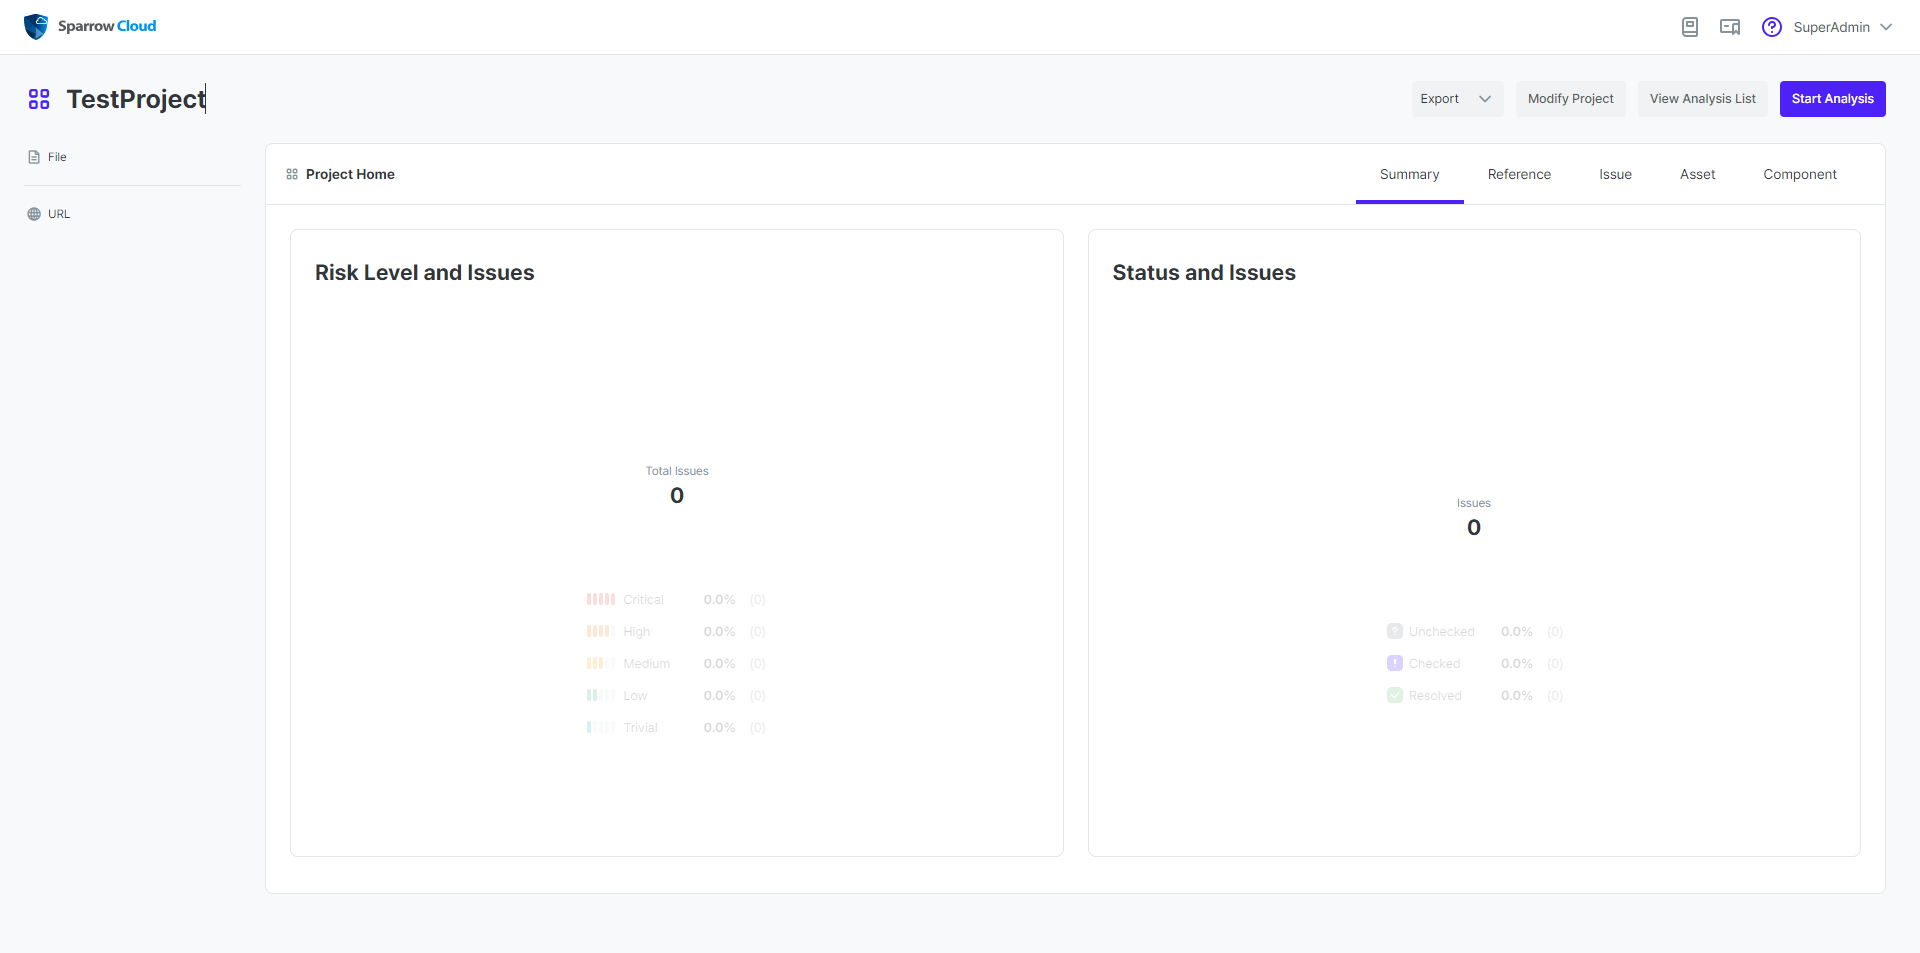 Sparrow Cloud
SuperAdmin
TestProject
Export
Modify Project
View Analysis List
Start Analysis
File
URL
Project Home
Summary
Reference
Issue
Asset
Component
Risk Level and Issues
Total Issues
0
Critical 0.0% (0)
High 0.0% (0)
Medium 0.0% (0)
Low 0.0% (0)
Trivial 0.0% (0)
Status and Issues
Issues
0
Unchecked 0.0% (0)
Checked 0.0% (0)
Resolved 0.0% (0)